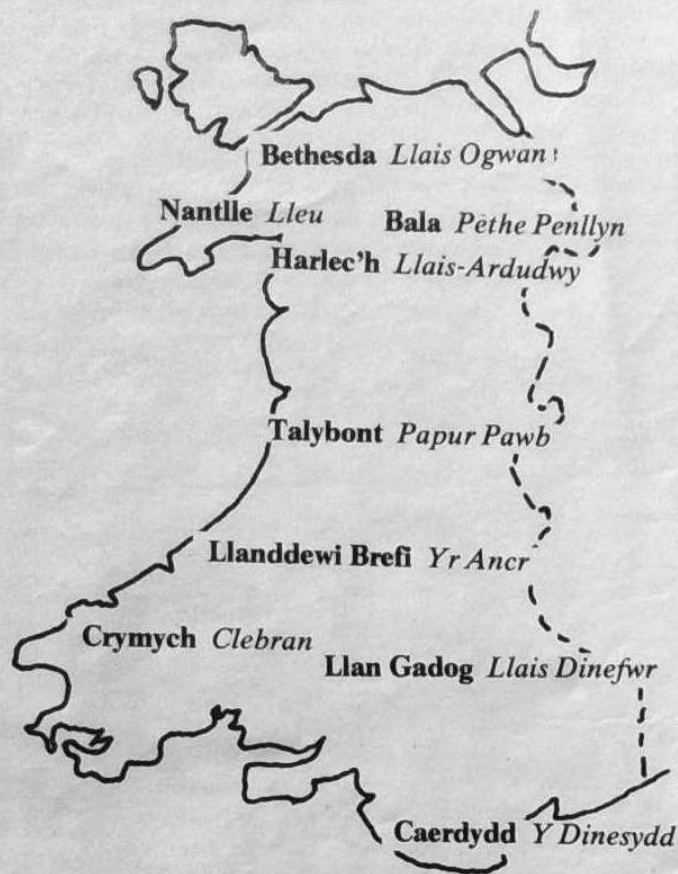 Bethesda Llais Ogwan
Nantlle Lleu
Bala Pethe Penllyn
Harlec'h Llais-Ardudwy
Talybont Papur Pawb
Llanddewi Brefi Yr Ancr
Crymych Clebran
Llan Gadog Llais Dinefwr
Caerdydd Y Dinesydd